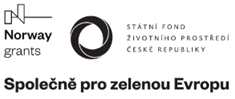 Norway
grants
STÁTNÍ FOND
ŽIVOTNÍHO PROSTŘEDÍ
ČESKÉ REPUBLIKY
Společně pro zelenou Evropu